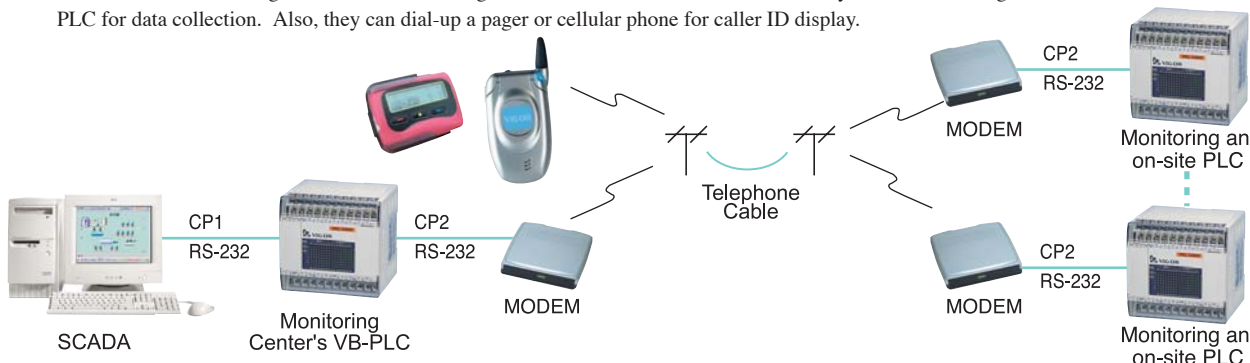 PLC for data collection. Also, they can dial-up a pager or cellular phone for caller ID display.
CP2
RS-232
MODEM
Monitoring an
on-site PLC
Telephone
Cable
CP1
RS-232
CP2
RS-232
MODEM
CP2
RS-232
MODEM
SCADA
Monitoring
Center's VB-PLC
Monitoring an
on-site PLC